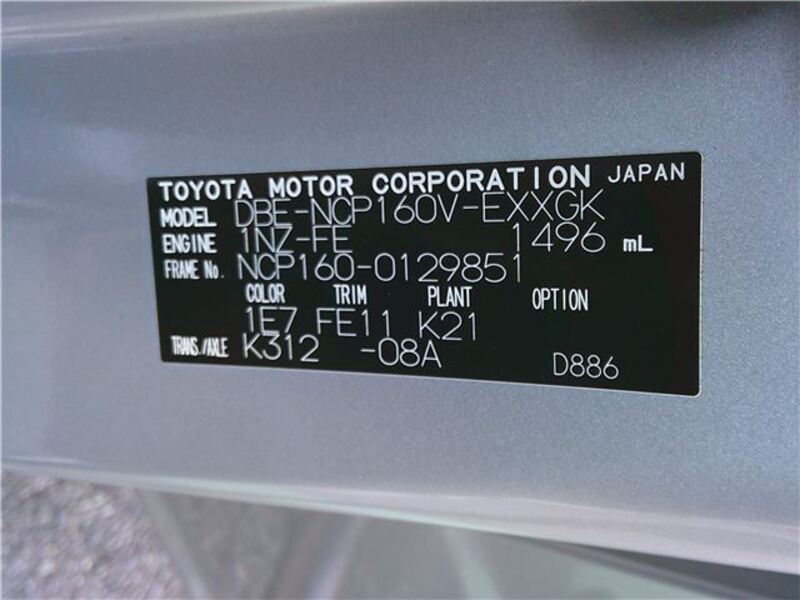 TOYOTA MOTOR CORPORATION JAPAN
MODEL DBE-NCP160V-EXXGK
ENGINE 1NZ-FE 1496 mL
FRAME No. NCP160-0129851
COLOR TRIM PLANT OPTION
1E7 FE11 K21
TRANS./AXLE K312 -08A D886